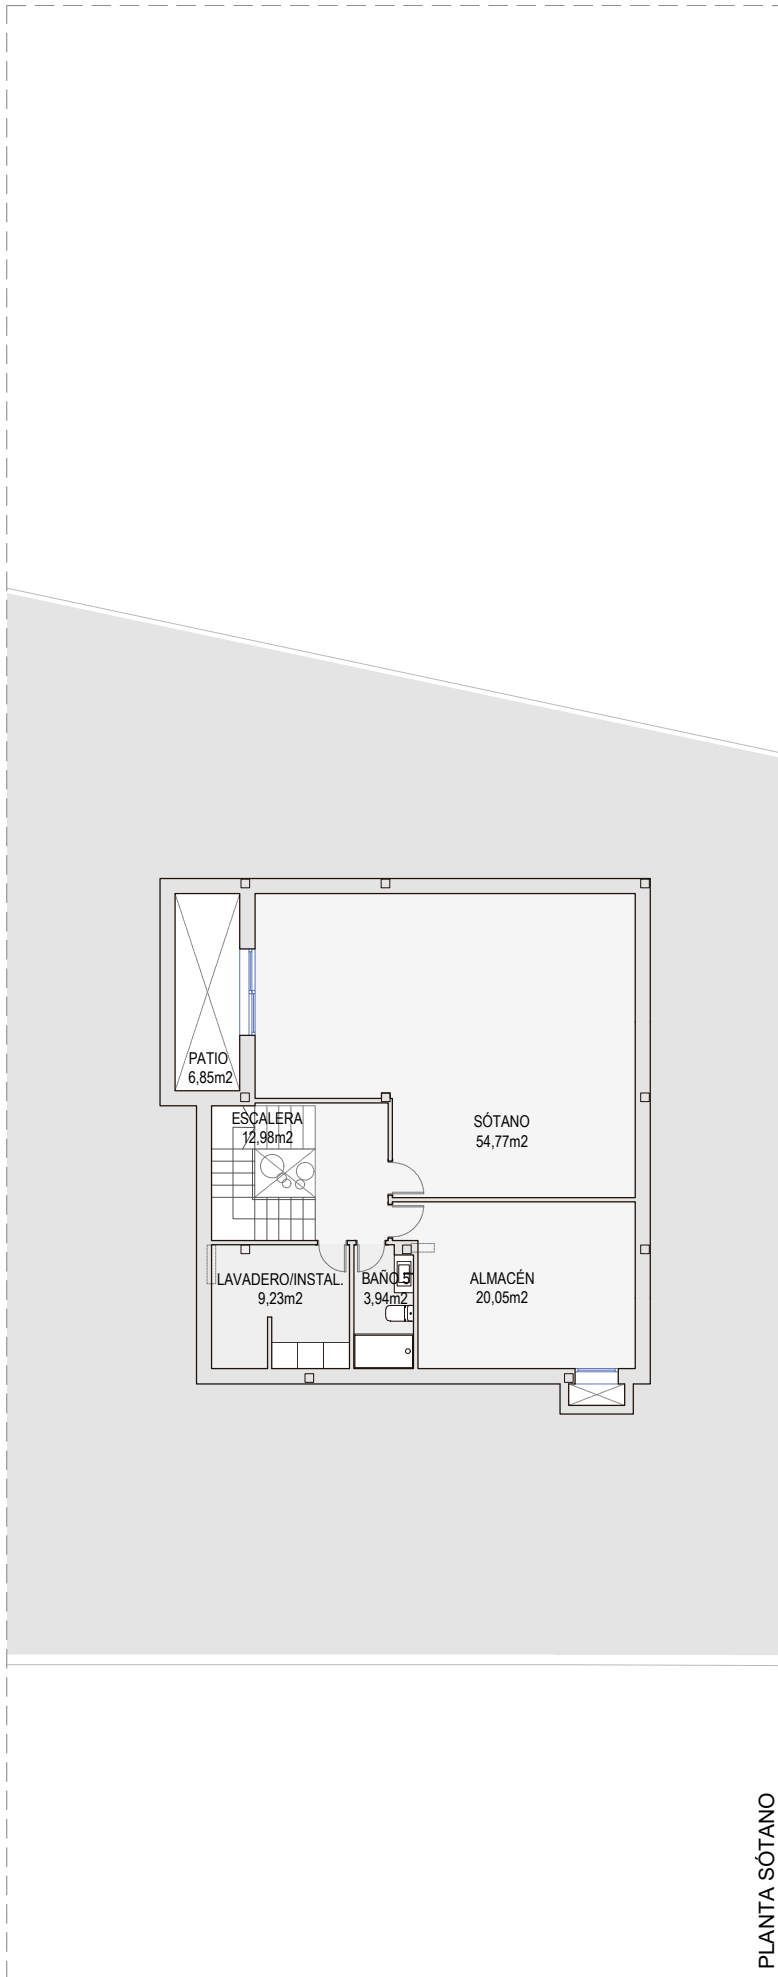 PATIO
6,85m2
ESCALERA
12,98m2
SÓTANO
54,77m2
LAVADERO/INSTAL.
9,23m2
BAÑO 5
3,94m2
ALMACÉN
20,05m2
PLANTA SÓTANO